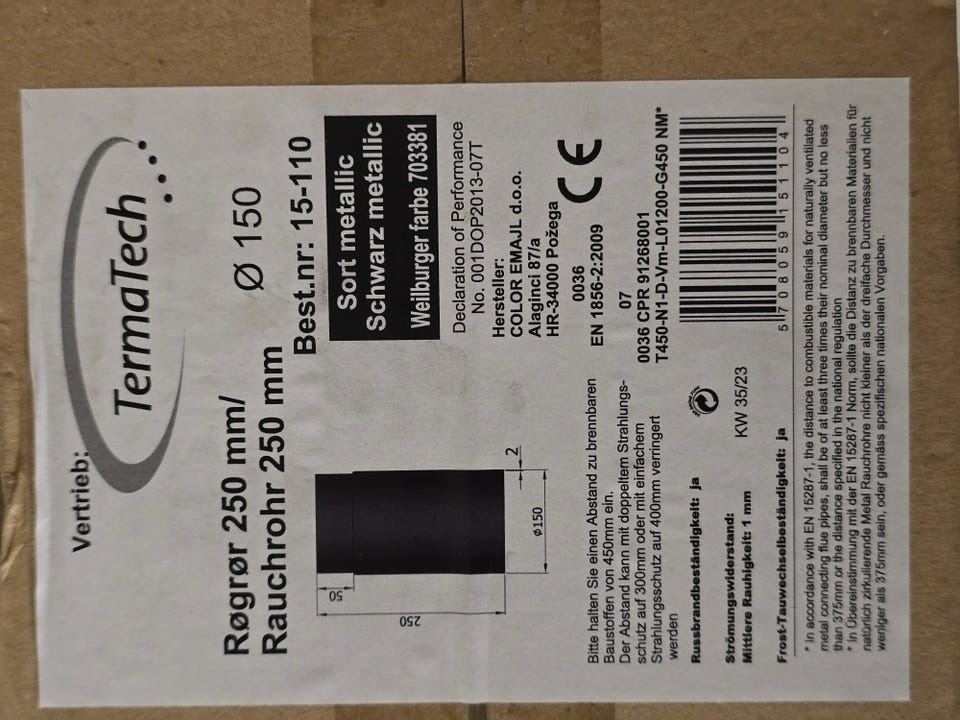 Vertrieb:
TermaTech
Røgrør 250 mm/
Rauchrohr 250 mm
Ø 150
Best.nr: 15-110
Sort metallic
Schwarz metallic
Weilburger farbe 703381
50
250
Ø150
2
Declaration of Performance
No. 001DOP2013-07T
Hersteller:
COLOR EMAJL d.o.o.
Alaginci 87/a
HR-34000 Požega
CE
0036
EN 1856-2:2009
07
0036 CPR 91268001
T450-N1-D-Vm-L01200-G450 NM*
5 708059 151104
Bitte halten Sie einen Abstand zu brennbaren
Baustoffen von 450mm ein.
Der Abstand kann mit doppeltem Strahlungs-
schutz auf 300mm oder mit einfachem
Strahlungsschutz auf 400mm verringert
werden
Russbrandbeständigkeit: ja
Strömungswiderstand:
Mittlere Rauhigkeit: 1 mm
KW 35/23
Frost-Tauwechselbeständigkeit: ja
* In accordance with EN 15287-1, the distance to combustible materials for naturally ventilated
metal connecting flue pipes, shall be of at least three times their nominal diameter but no less
than 375mm or the distance specified in the national regulation
* In Übereinstimmung mit der EN 15287-1 Norm, sollte die Distanz zu brennbaren Materialien für
natürlich zirkulierende Metal Rauchrohre nicht kleiner als der dreifache Durchmesser und nicht
weniger als 375mm sein, oder gemäss spezifischen nationalen Vorgaben.